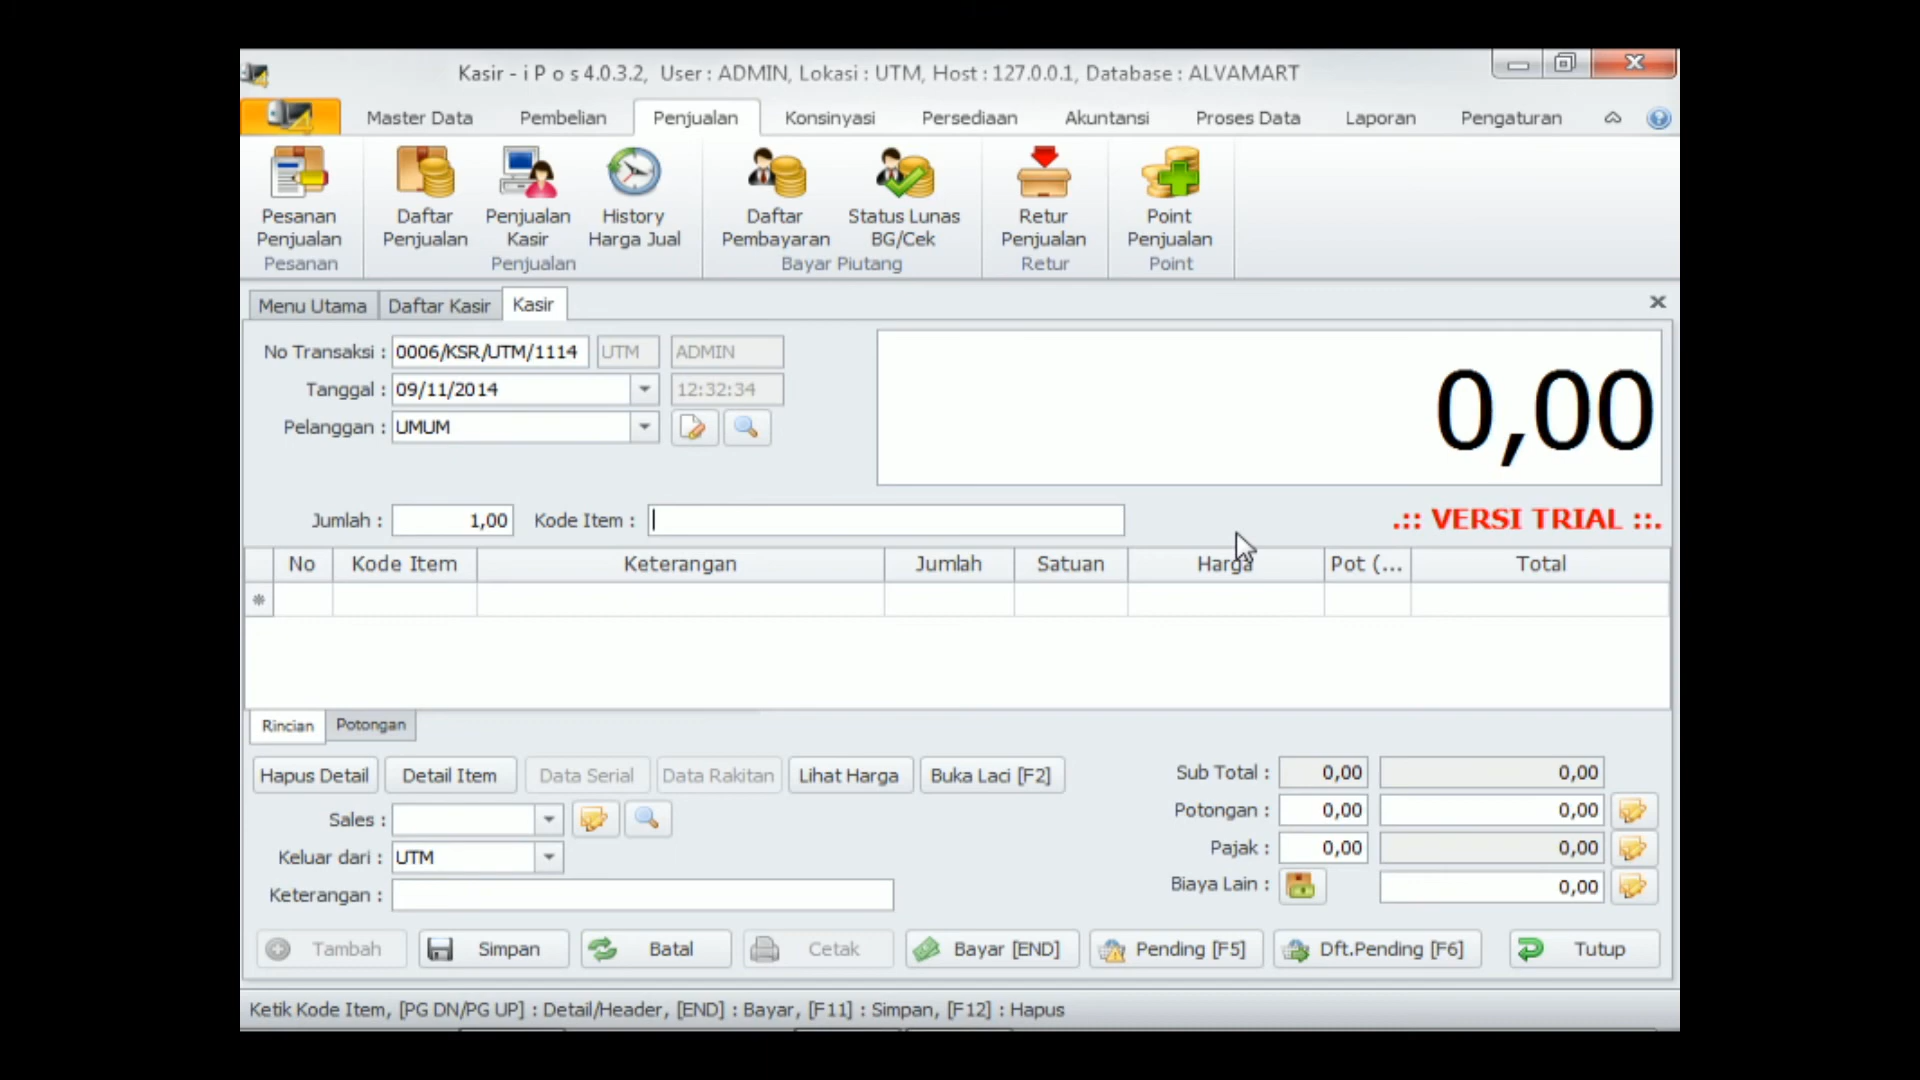 Kasir - i P o s 4.0.3.2, User : ADMIN, Lokasi : UTM, Host : 127.0.0.1, Database : ALVAMART
Master Data Pembelian Penjualan Konsinyasi Persediaan Akuntansi Proses Data Laporan Pengaturan
Pesanan Penjualan
Daftar Penjualan
Penjualan Kasir
History Harga Jual
Daftar Pembayaran
Status Lunas BG/Cek
Retur Penjualan
Point Penjualan
Pesanan Penjualan Bayar Piutang Retur Point
Menu Utama Daftar Kasir Kasir
No Transaksi : 0006/KSR/UTM/1114 UTM ADMIN
Tanggal : 09/11/2014 12:32:34
Pelanggan : UMUM
0,00
Jumlah : 1,00 Kode Item :
.:: VERSI TRIAL ::.
No Kode Item Keterangan Jumlah Satuan Harga Pot (... Total
Rincian Potongan
Hapus Detail Detail Item Data Serial Data Rakitan Lihat Harga Buka Laci [F2]
Sales :
Keluar dari : UTM
Keterangan :
Sub Total : 0,00 0,00
Potongan : 0,00 0,00
Pajak : 0,00 0,00
Biaya Lain : 0,00
Tambah Simpan Batal Cetak Bayar [END] Pending [F5] Dft.Pending [F6] Tutup
Ketik Kode Item, [PG DN/PG UP] : Detail/Header, [END] : Bayar, [F11] : Simpan, [F12] : Hapus